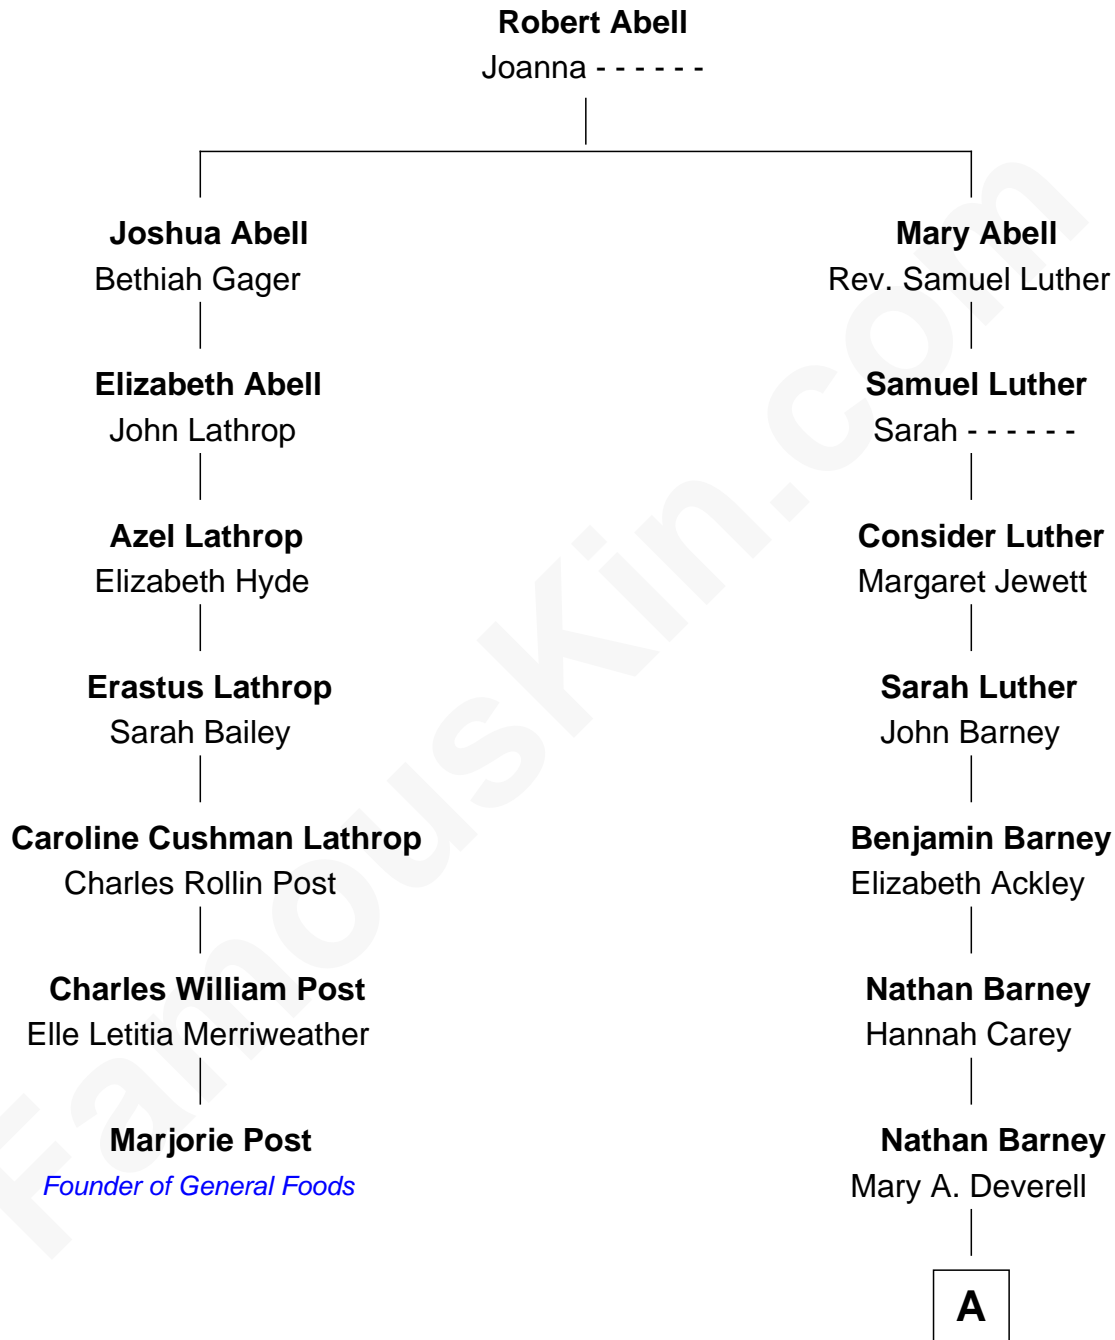 Robert Abell
Joanna - - - - - -
Joshua Abell
Bethiah Gager
Elizabeth Abell
John Lathrop
Azel Lathrop
Elizabeth Hyde
Erastus Lathrop
Sarah Bailey
Caroline Cushman Lathrop
Charles Rollin Post
Charles William Post
Elle Letitia Merriweather
Marjorie Post
Founder of General Foods
Mary Abell
Rev. Samuel Luther
Samuel Luther
Sarah - - - - - -
Consider Luther
Margaret Jewett
Sarah Luther
John Barney
Benjamin Barney
Elizabeth Ackley
Nathan Barney
Hannah Carey
Nathan Barney
Mary A. Deverell
A
FamousKin.com